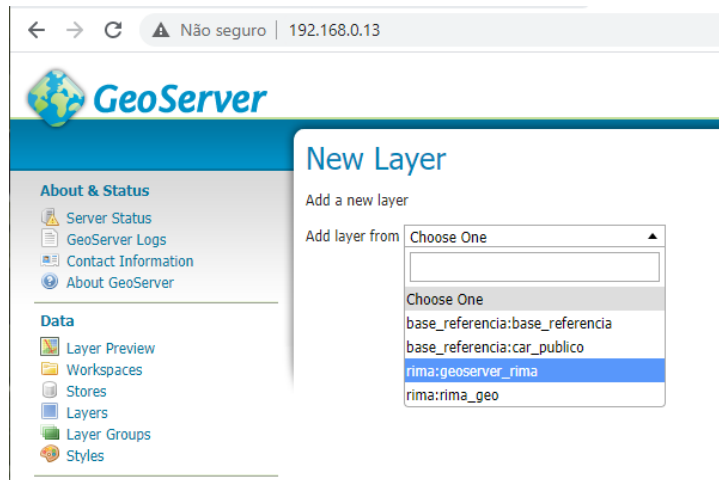 Não seguro | 192.168.0.13
GeoServer
New Layer
About & Status
Server Status
GeoServer Logs
Contact Information
About GeoServer
Data
Layer Preview
Workspaces
Stores
Layers
Layer Groups
Styles
Add a new layer
Add layer from Choose One
Choose One
base_referencia:base_referencia
base_referencia:car_publico
rima:geoserver_rima
rima:rima_geo